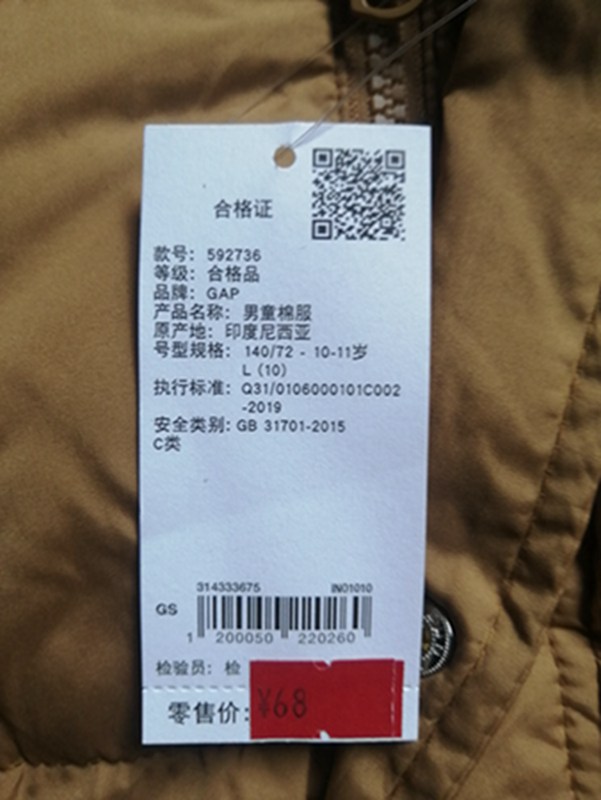 合格证
款号: 592736
等级: 合格品
品牌: GAP
产品名称: 男童棉服
原产地: 印度尼西亚
号型规格: 140/72 - 10-11岁
L (10)
执行标准: Q31/0106000101C002
-2019
安全类别: GB 31701-2015
C类
314333675 IN01010
GS
1 200050 220260
检验员: 检
零售价: ¥68